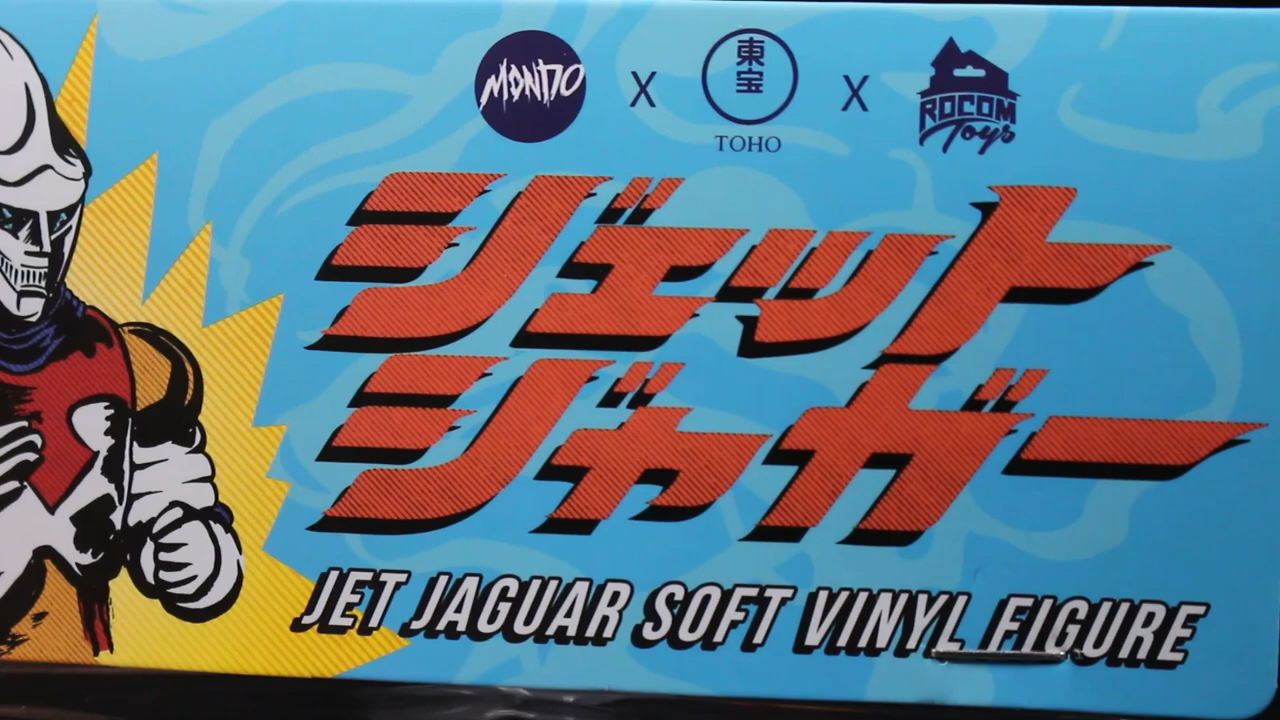 MONDO X 東宝 TOHO X ROCOM Toys
ジェット
ジャガー
JET JAGUAR SOFT VINYL FIGURE